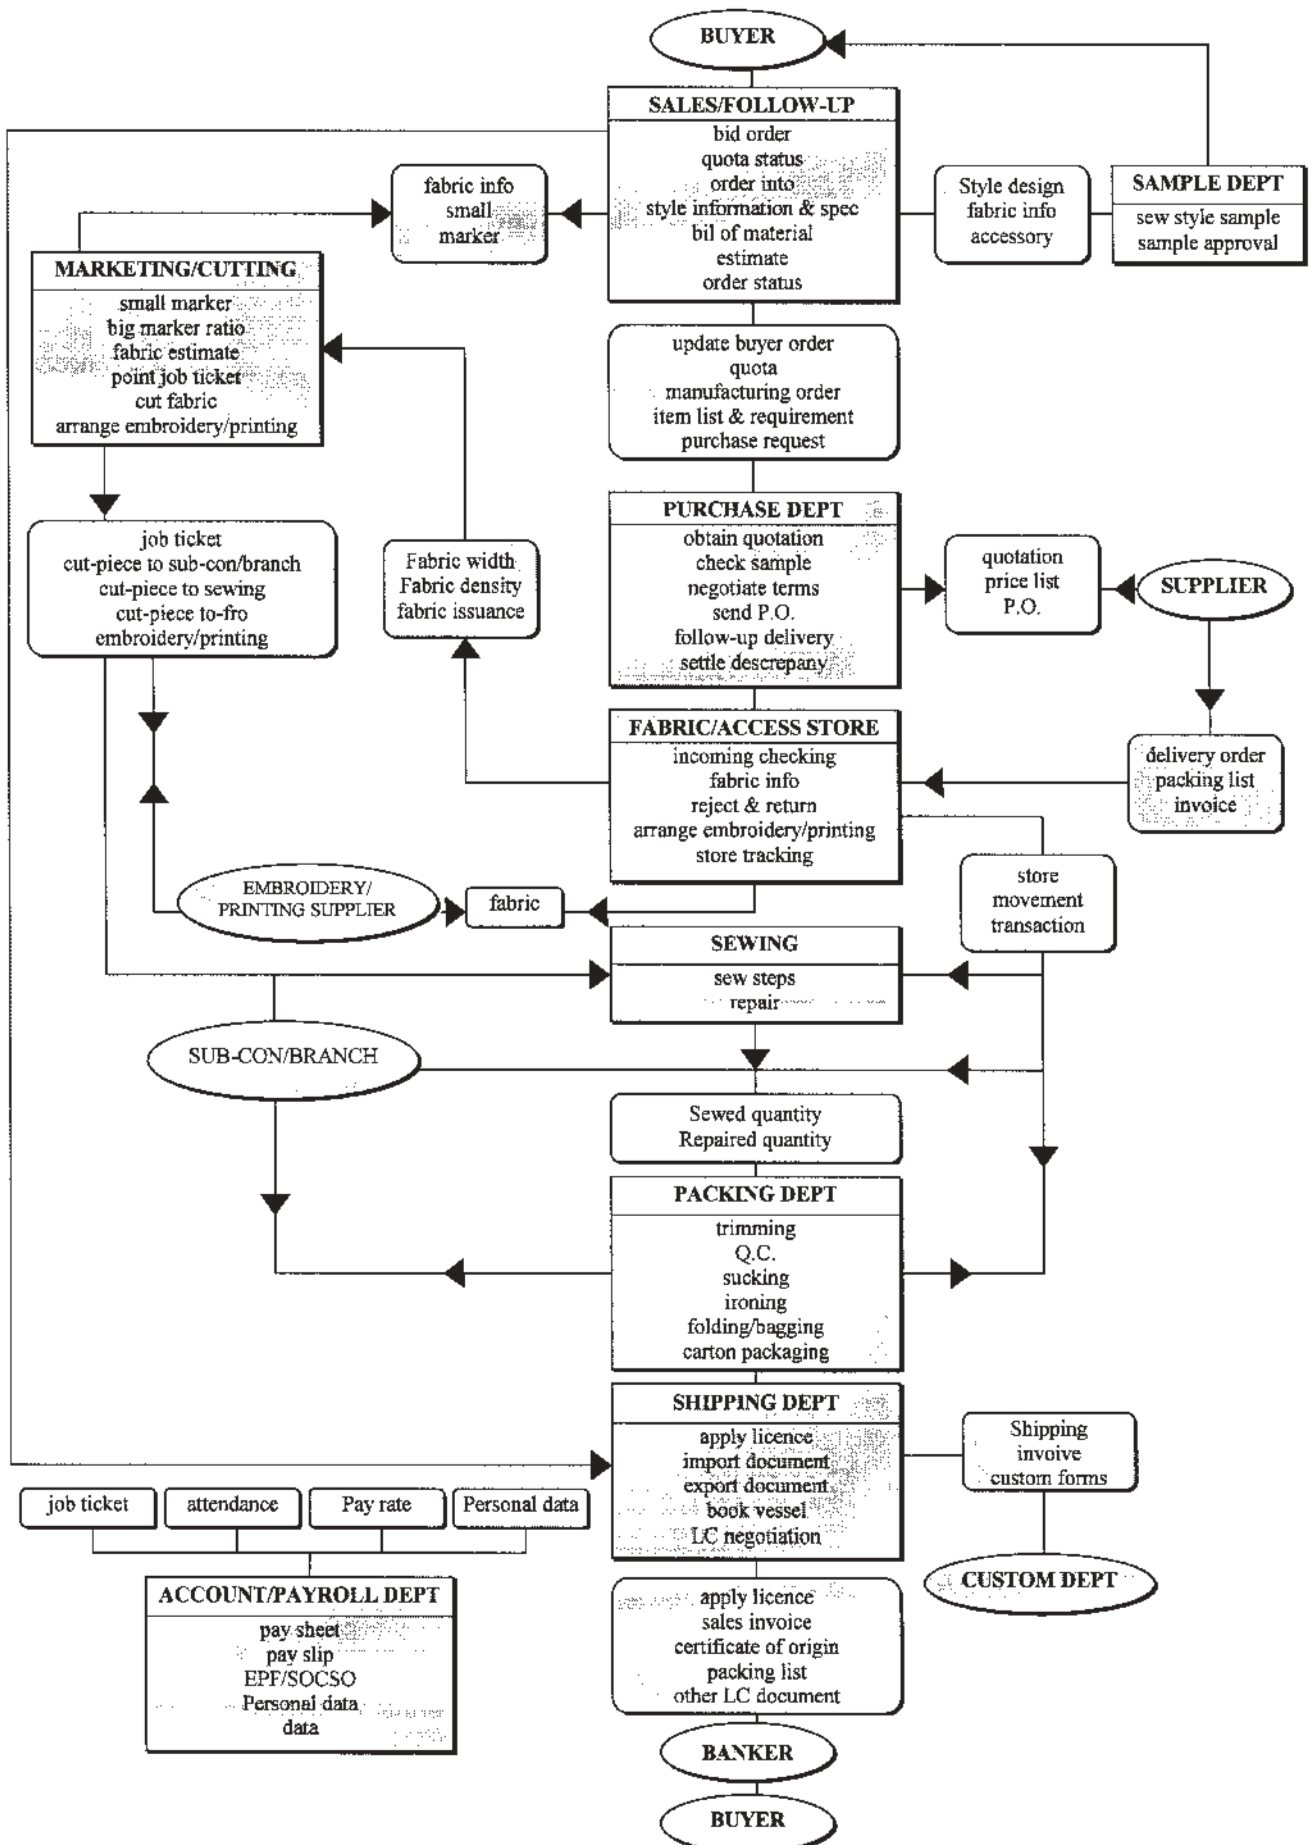 BUYER
SALES/FOLLOW-UP
bid order
quota status
order into
style information & spec
bil of material
estimate
order status
fabric info
small
marker
Style design
fabric info
accessory
SAMPLE DEPT
sew style sample
sample approval
MARKETING/CUTTING
small marker
big marker ratio
fabric estimate
point job ticket
cut fabric
arrange embroidery/printing
update buyer order
quota
manufacturing order
item list & requirement
purchase request
job ticket
cut-piece to sub-con/branch
cut-piece to sewing
cut-piece to-fro
embroidery/printing
Fabric width
Fabric density
fabric issuance
PURCHASE DEPT
obtain quotation
check sample
negotiate terms
send P.O.
follow-up delivery
settle descrepany
quotation
price list
P.O.
SUPPLIER
FABRIC/ACCESS STORE
incoming checking
fabric info
reject & return
arrange embroidery/printing
store tracking
delivery order
packing list
invoice
EMBROIDERY/
PRINTING SUPPLIER
fabric
store
movement
transaction
SEWING
sew steps
repair
SUB-CON/BRANCH
Sewed quantity
Repaired quantity
PACKING DEPT
trimming
Q.C.
sucking
ironing
folding/bagging
carton packaging
SHIPPING DEPT
apply licence
import document
export document
book vessel
LC negotiation
Shipping
invoive
custom forms
job ticket
attendance
Pay rate
Personal data
CUSTOM DEPT
ACCOUNT/PAYROLL DEPT
pay sheet
pay slip
EPF/SOCSO
Personal data
data
apply licence
sales invoice
certificate of origin
packing list
other LC document
BANKER
BUYER